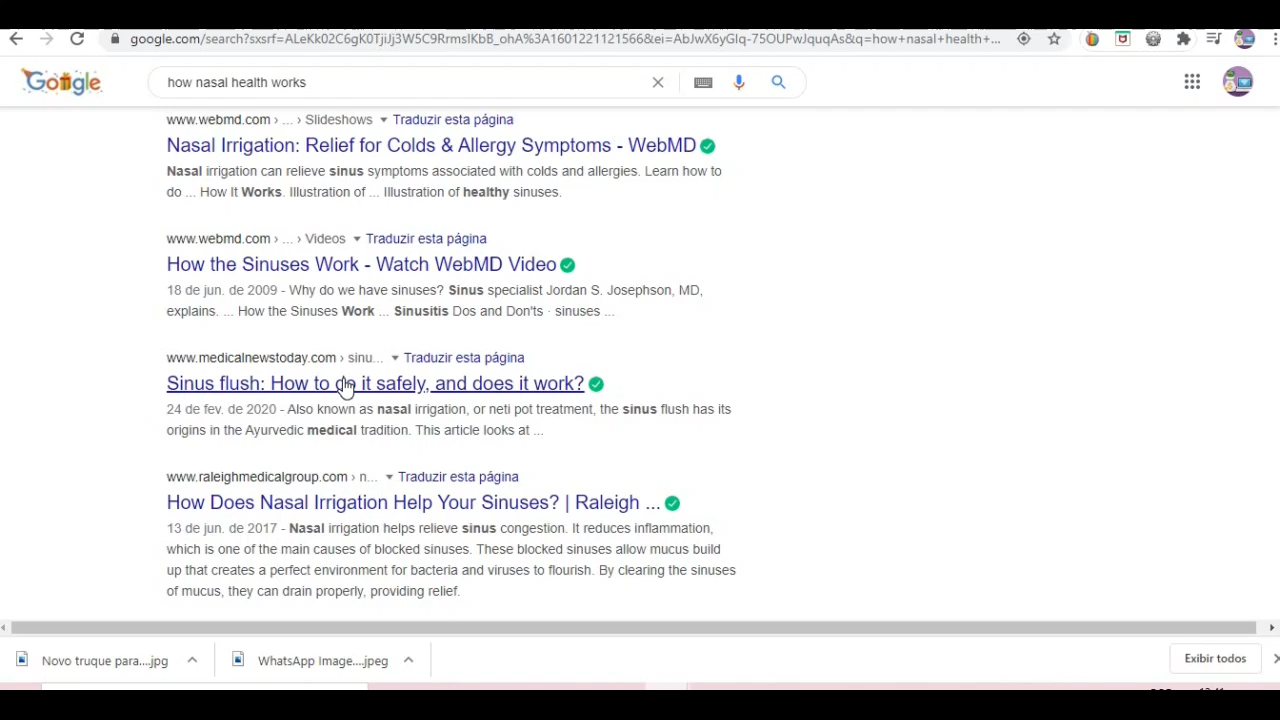 google.com/search?sxsrf=ALeKk02C6gK0TjiJj3W5C9RrmsIKbB_ohA%3A1601221121566&ei=AbJwX6yGIq-75OUPwJquqAs&q=how+nasal+health+...
Google
how nasal health works
www.webmd.com › ... › Slideshows Traduzir esta página
Nasal Irrigation: Relief for Colds & Allergy Symptoms - WebMD
Nasal irrigation can relieve sinus symptoms associated with colds and allergies. Learn how to
do ... How It Works. Illustration of ... Illustration of healthy sinuses.
www.webmd.com › ... › Videos Traduzir esta página
How the Sinuses Work - Watch WebMD Video
18 de jun. de 2009 - Why do we have sinuses? Sinus specialist Jordan S. Josephson, MD,
explains. ... How the Sinuses Work ... Sinusitis Dos and Don'ts · sinuses ...
www.medicalnewstoday.com › sinu... Traduzir esta página
Sinus flush: How to do it safely, and does it work?
24 de fev. de 2020 - Also known as nasal irrigation, or neti pot treatment, the sinus flush has its
origins in the Ayurvedic medical tradition. This article looks at ...
www.raleighmedicalgroup.com › n... Traduzir esta página
How Does Nasal Irrigation Help Your Sinuses? | Raleigh ...
13 de jun. de 2017 - Nasal irrigation helps relieve sinus congestion. It reduces inflammation,
which is one of the main causes of blocked sinuses. These blocked sinuses allow mucus build
up that creates a perfect environment for bacteria and viruses to flourish. By clearing the sinuses
of mucus, they can drain properly, providing relief.
Novo truque para....jpg
WhatsApp Image....jpeg
Exibir todos